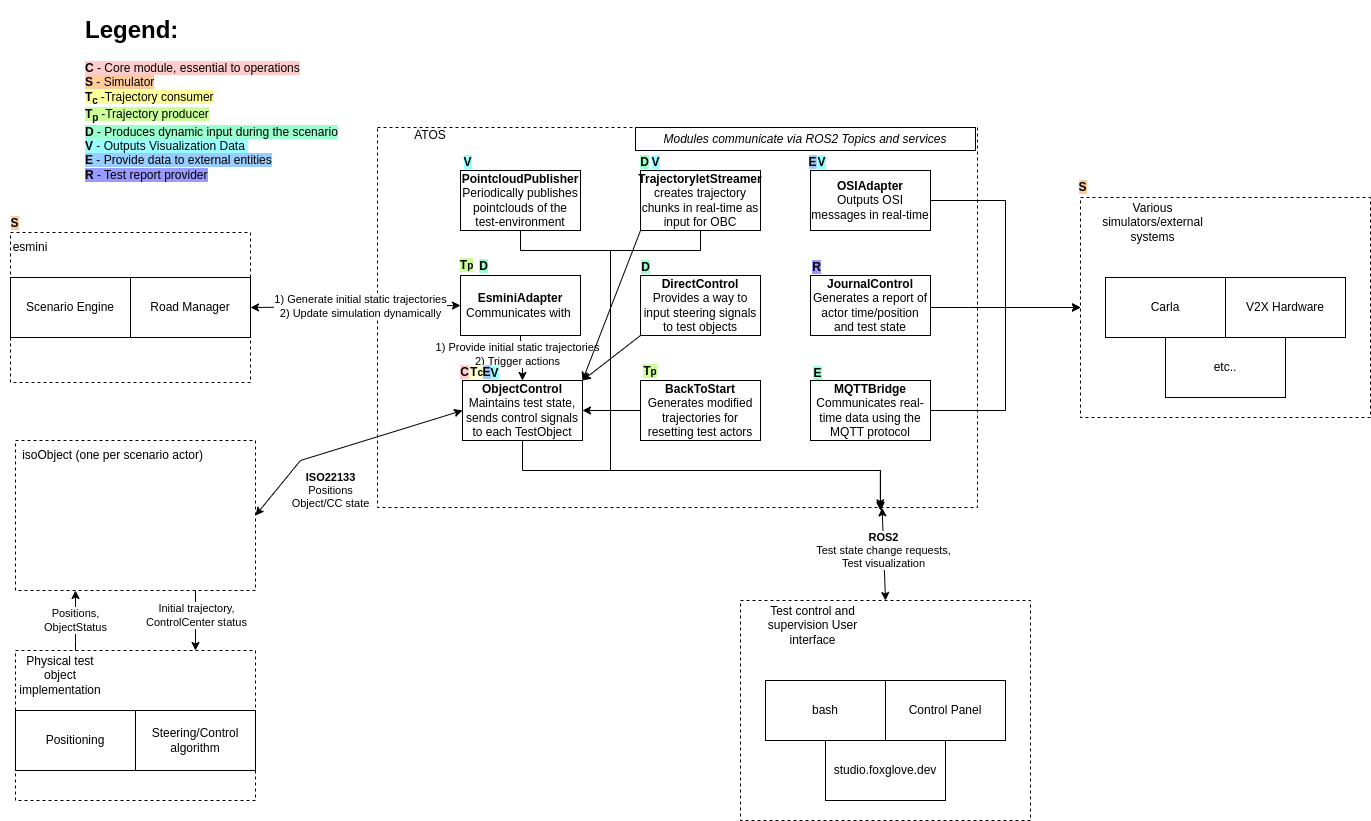 Legend:
C - Core module, essential to operations
S - Simulator
Tc -Trajectory consumer
Tp -Trajectory producer
D - Produces dynamic input during the scenario
V - Outputs Visualization Data
E - Provide data to external entities
R - Test report provider
ATOS
Modules communicate via ROS2 Topics and services
V
PointcloudPublisher
Periodically publishes
pointclouds of the
test-environment
D V
TrajectoryletStreamer
creates trajectory
chunks in real-time as
input for OBC
E V
OSIAdapter
Outputs OSI
messages in real-time
S
Various
simulators/external
systems
Carla
V2X Hardware
etc..
S
esmini
Scenario Engine
Road Manager
1) Generate initial static trajectories
2) Update simulation dynamically
Tp D
EsminiAdapter
Communicates with
D
DirectControl
Provides a way to
input steering signals
to test objects
R
JournalControl
Generates a report of
actor time/position
and test state
1) Provide initial static trajectories
2) Trigger actions
C Tc E V
ObjectControl
Maintains test state,
sends control signals
to each TestObject
Tp
BackToStart
Generates modified
trajectories for
resetting test actors
E
MQTTBridge
Communicates real-
time data using the
MQTT protocol
isoObject (one per scenario actor)
ISO22133
Positions
Object/CC state
ROS2
Test state change requests,
Test visualization
Positions,
ObjectStatus
Initial trajectory,
ControlCenter status
Physical test
object
implementation
Positioning
Steering/Control
algorithm
Test control and
supervision User
interface
bash
Control Panel
studio.foxglove.dev